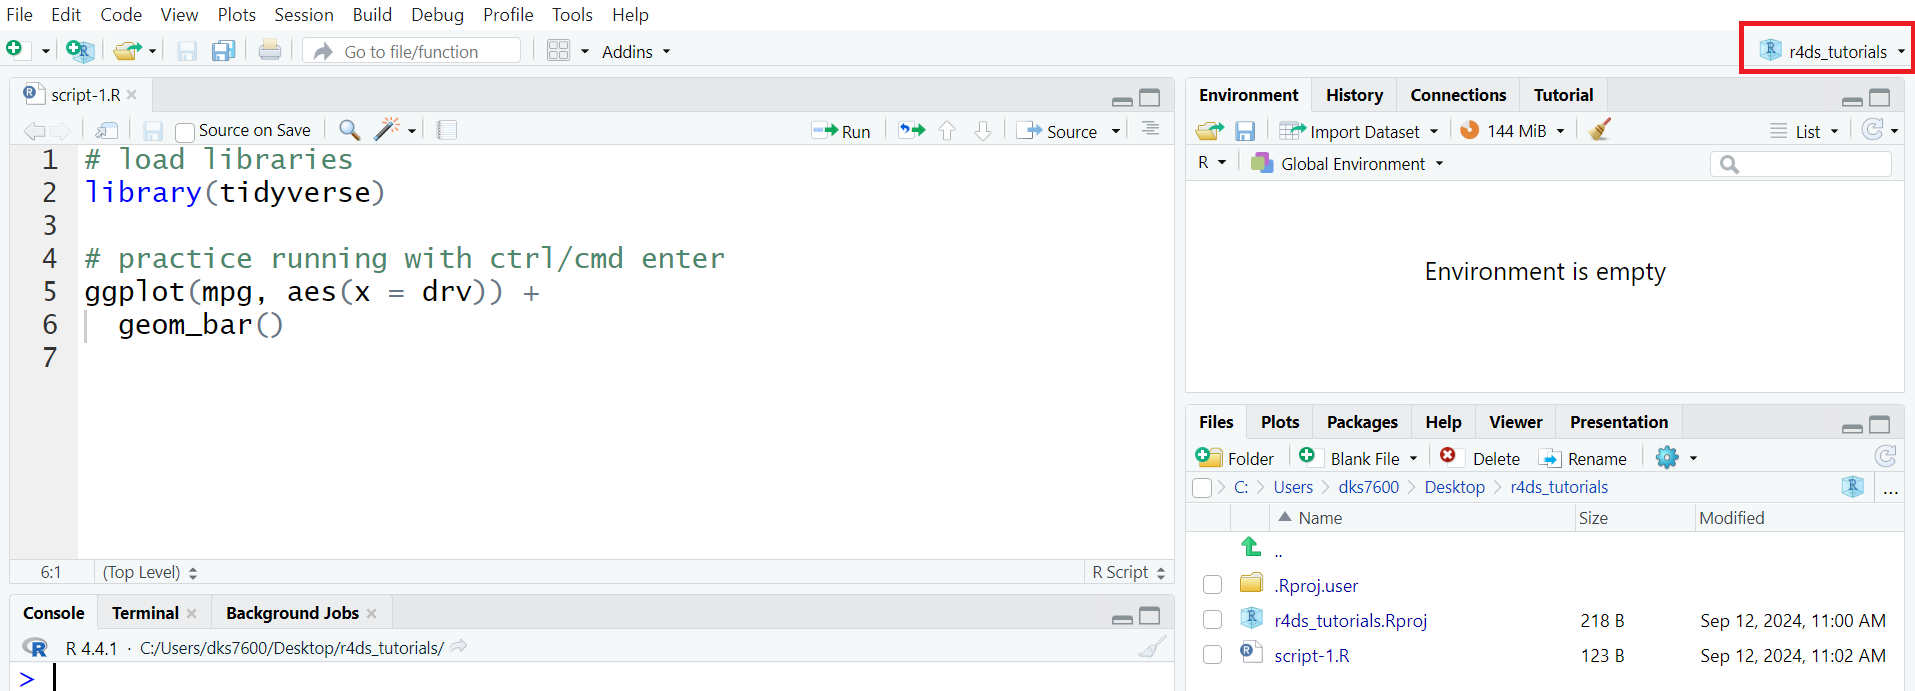 File Edit Code View Plots Session Build Debug Profile Tools Help
Go to file/function Addins r4ds_tutorials
script-1.R
Source on Save Run Source
1 # load libraries
2 library(tidyverse)
3
4 # practice running with ctrl/cmd enter
5 ggplot(mpg, aes(x = drv)) +
6 geom_bar()
7
6:1 (Top Level) R Script
Console Terminal Background Jobs
R 4.4.1 · C:/Users/dks7600/Desktop/r4ds_tutorials/
>
Environment History Connections Tutorial
Import Dataset 144 MiB List
R Global Environment
Environment is empty
Files Plots Packages Help Viewer Presentation
Folder Blank File Delete Rename
C: Users dks7600 Desktop r4ds_tutorials ...
Name Size Modified
..
.Rproj.user
r4ds_tutorials.Rproj 218 B Sep 12, 2024, 11:00 AM
script-1.R 123 B Sep 12, 2024, 11:02 AM